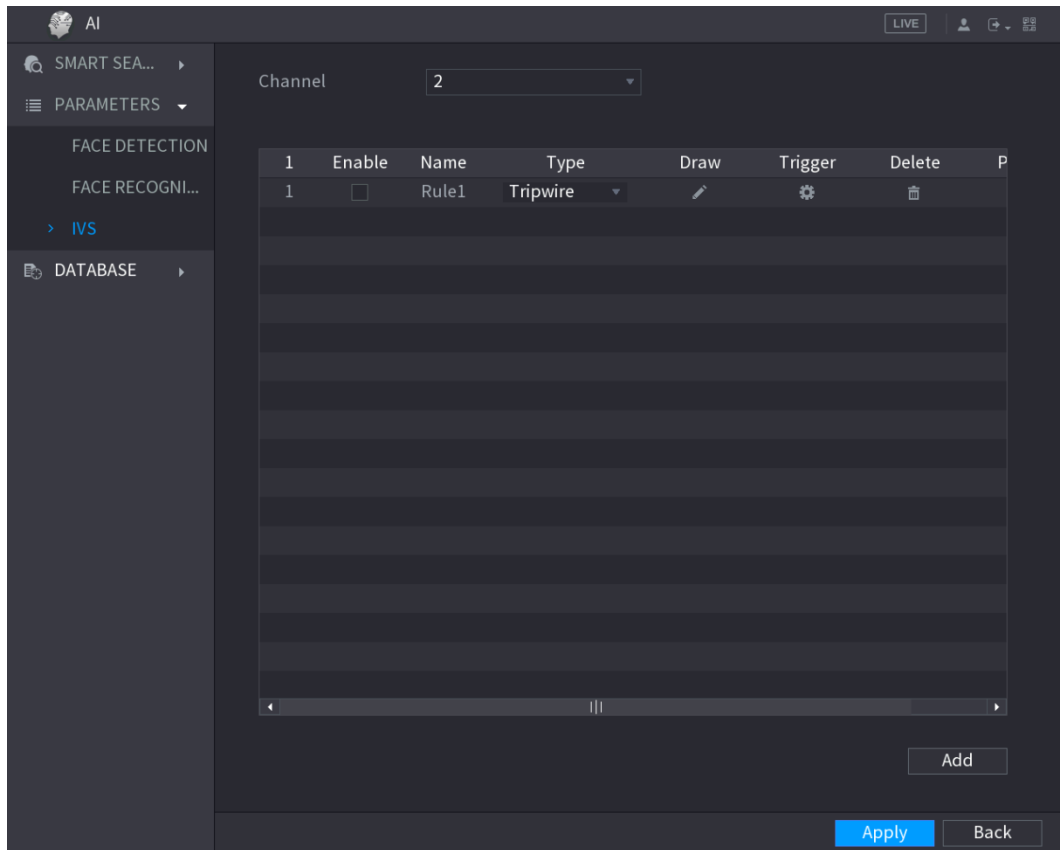 AI LIVE
SMART SEA...
Channel 2
PARAMETERS
FACE DETECTION
1 Enable Name Type Draw Trigger Delete P
FACE RECOGNI...
1 Rule1 Tripwire
IVS
DATABASE
Add
Apply Back